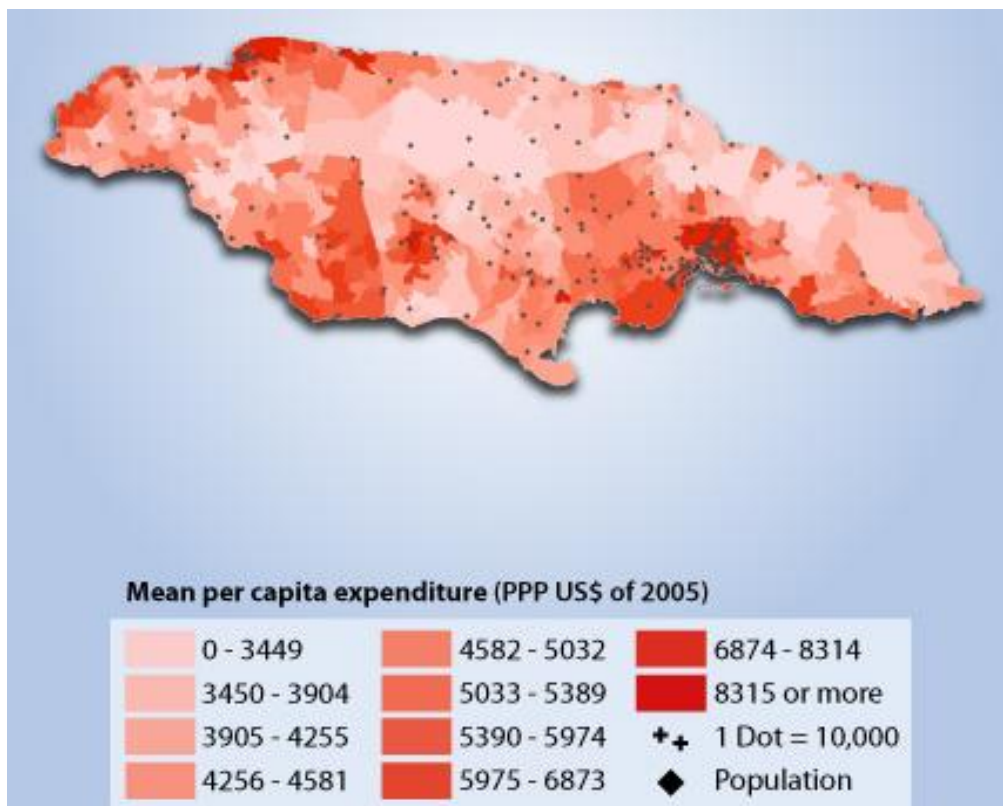 Mean per capita expenditure (PPP US$ of 2005)
0 - 3449
3450 - 3904
3905 - 4255
4256 - 4581
4582 - 5032
5033 - 5389
5390 - 5974
5975 - 6873
6874 - 8314
8315 or more
1 Dot = 10,000
Population